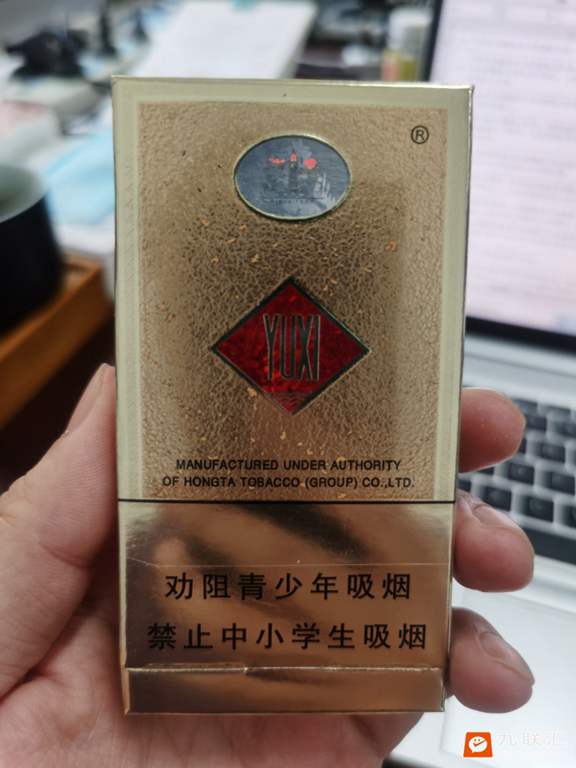 ®
YUXI
MANUFACTURED UNDER AUTHORITY
OF HONGTA TOBACCO (GROUP) CO.,LTD.
劝阻青少年吸烟
禁止中小学生吸烟
九联汇